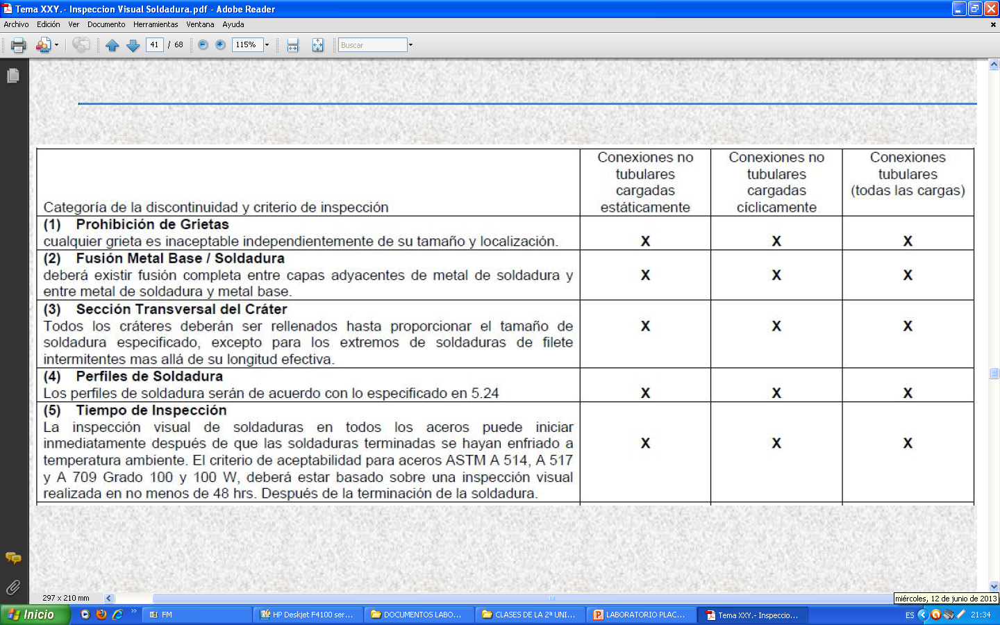 Tema XXY.- Inspeccion Visual Soldadura.pdf - Adobe Reader
Archivo Edición Ver Documento Herramientas Ventana Ayuda
41 / 68 115% Buscar
Categoría de la discontinuidad y criterio de inspección
Conexiones no
tubulares
cargadas
estáticamente
Conexiones no
tubulares
cargadas
cíclicamente
Conexiones
tubulares
(todas las cargas)
(1) Prohibición de Grietas
cualquier grieta es inaceptable independientemente de su tamaño y localización.
X X X
(2) Fusión Metal Base / Soldadura
deberá existir fusión completa entre capas adyacentes de metal de soldadura y
entre metal de soldadura y metal base.
X X X
(3) Sección Transversal del Cráter
Todos los cráteres deberán ser rellenados hasta proporcionar el tamaño de
soldadura especificado, excepto para los extremos de soldaduras de filete
intermitentes mas allá de su longitud efectiva.
X X X
(4) Perfiles de Soldadura
Los perfiles de soldadura serán de acuerdo con lo especificado en 5.24
X X X
(5) Tiempo de Inspección
La inspección visual de soldaduras en todos los aceros puede iniciar
inmediatamente después de que las soldaduras terminadas se hayan enfriado a
temperatura ambiente. El criterio de aceptabilidad para aceros ASTM A 514, A 517
y A 709 Grado 100 y 100 W, deberá estar basado sobre una inspección visual
realizada en no menos de 48 hrs. Después de la terminación de la soldadura.
X X X
297 x 210 mm
miércoles, 12 de junio de 2013
Inicio FM HP Deskjet F4100 ser... DOCUMENTOS LABO... CLASES DE LA 2ª UNI... LABORATORIO PLAC... Tema XXY.- Inspeccio... ES 21:34